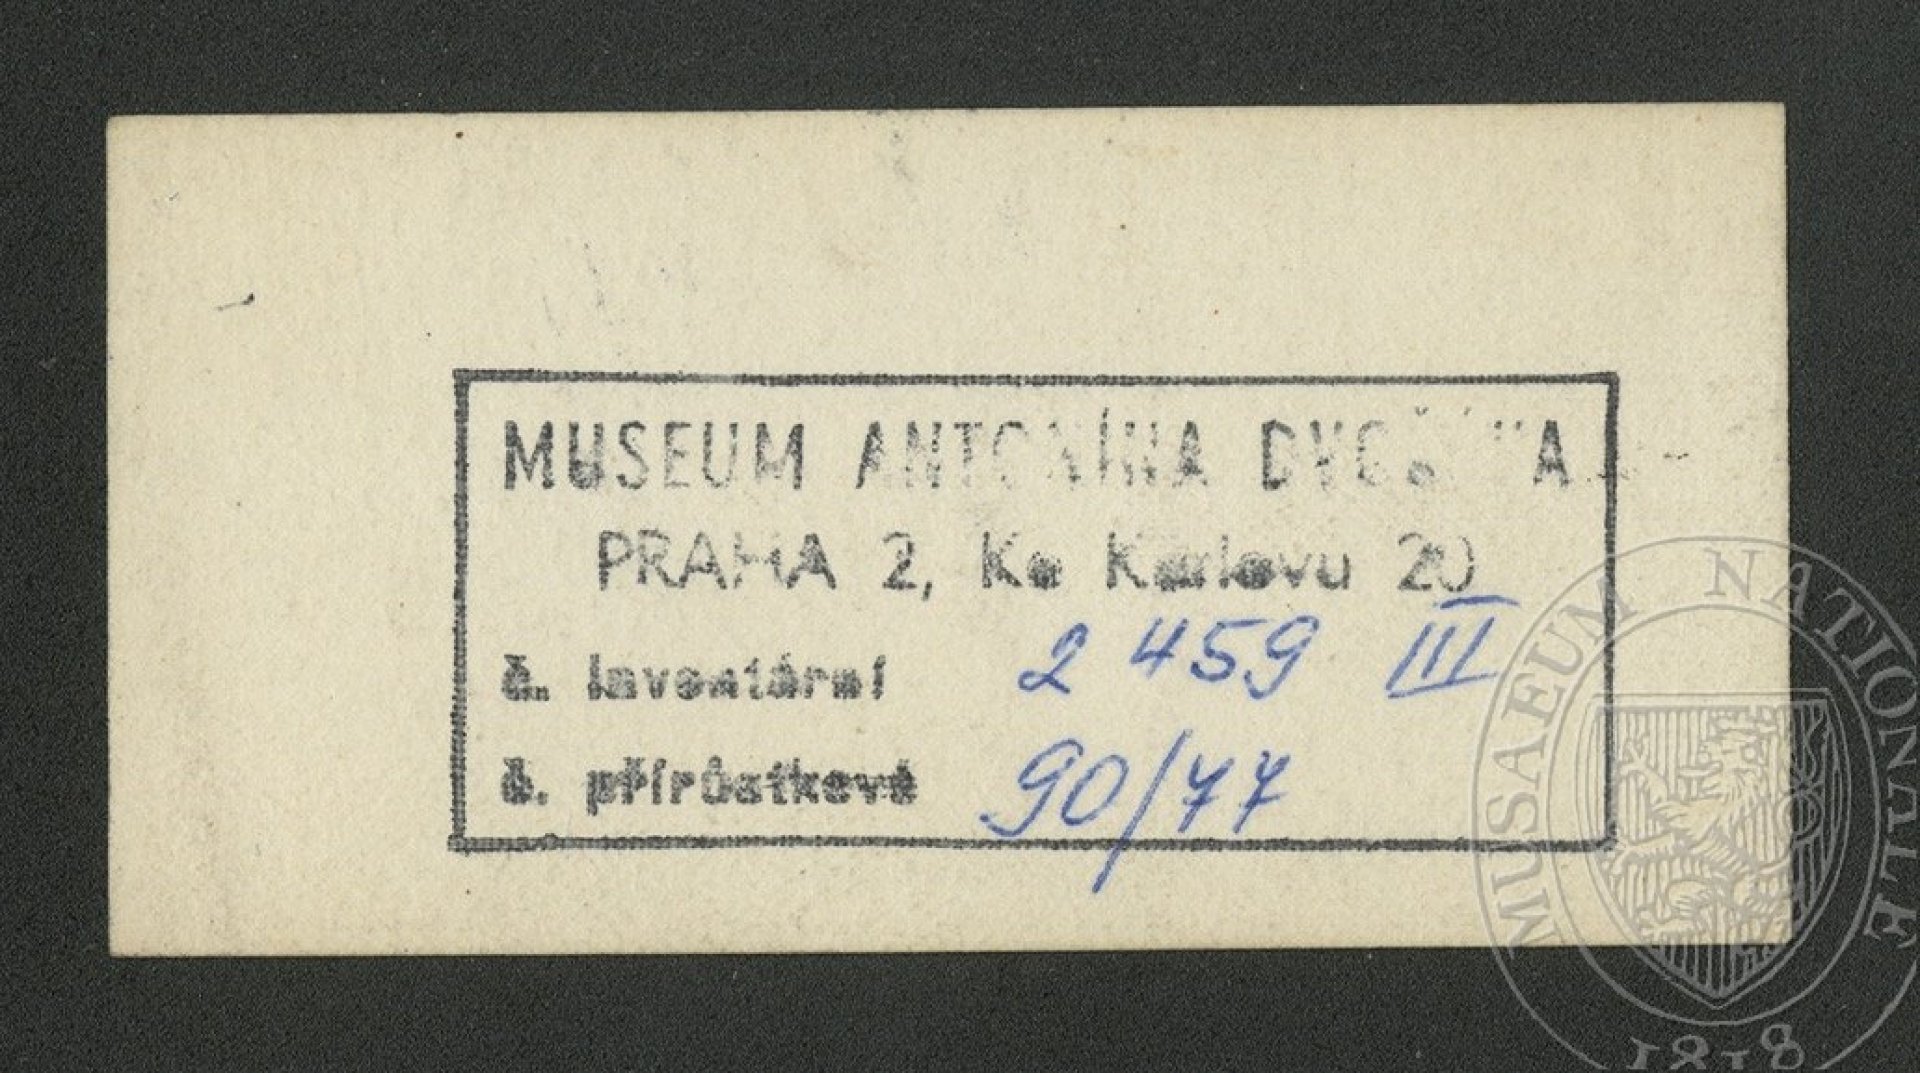 MUSEUM ANTONÍNA DVOŘÁKA
PRAHA 2, Ke Karlovu 20
č. inventární 2 459 III
č. přírůstkové 90/77
MUSAEUM NATIONALE
1818